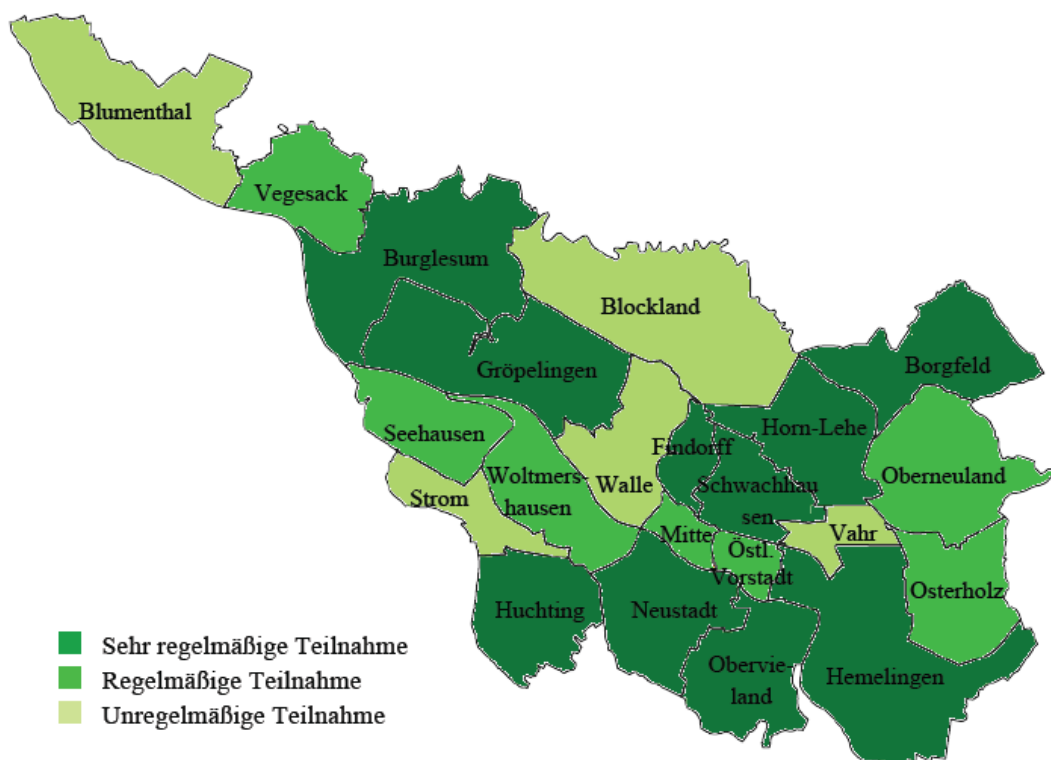 Blumenthal
Vegesack
Burglesum
Blockland
Gröpelingen
Borgfeld
Seehausen
Horn-Lehe
Findorff
Oberneuland
Woltmers-
hausen
Strom
Walle
Schwachhau
sen
Mitte
Vahr
Östl.
Vorstadt
Osterholz
Huchting
Neustadt
Obervie-
land
Hemelingen
Sehr regelmäßige Teilnahme
Regelmäßige Teilnahme
Unregelmäßige Teilnahme